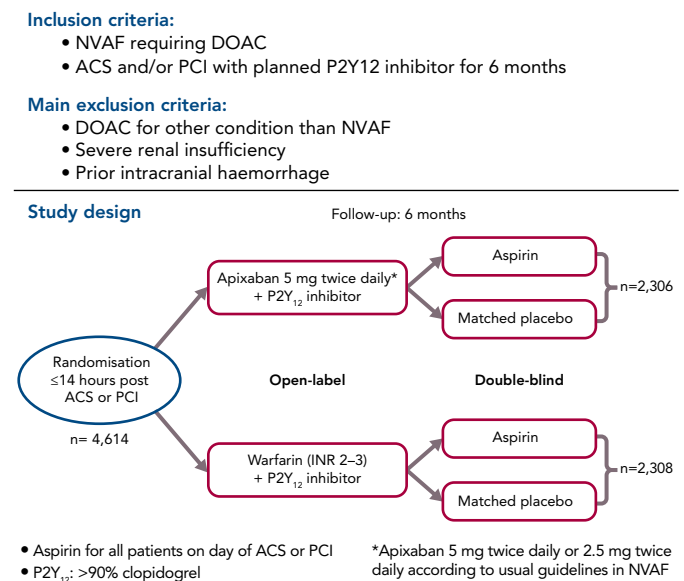 Inclusion criteria:
• NVAF requiring DOAC
• ACS and/or PCI with planned P2Y12 inhibitor for 6 months
Main exclusion criteria:
• DOAC for other condition than NVAF
• Severe renal insufficiency
• Prior intracranial haemorrhage
Study design
Follow-up: 6 months
Randomisation
≤14 hours post
ACS or PCI
n= 4,614
Apixaban 5 mg twice daily*
+ P2Y₁₂ inhibitor
Aspirin
Matched placebo
n=2,306
Open-label
Double-blind
Warfarin (INR 2–3)
+ P2Y₁₂ inhibitor
Aspirin
Matched placebo
n=2,308
• Aspirin for all patients on day of ACS or PCI
• P2Y₁₂: >90% clopidogrel
*Apixaban 5 mg twice daily or 2.5 mg twice
daily according to usual guidelines in NVAF